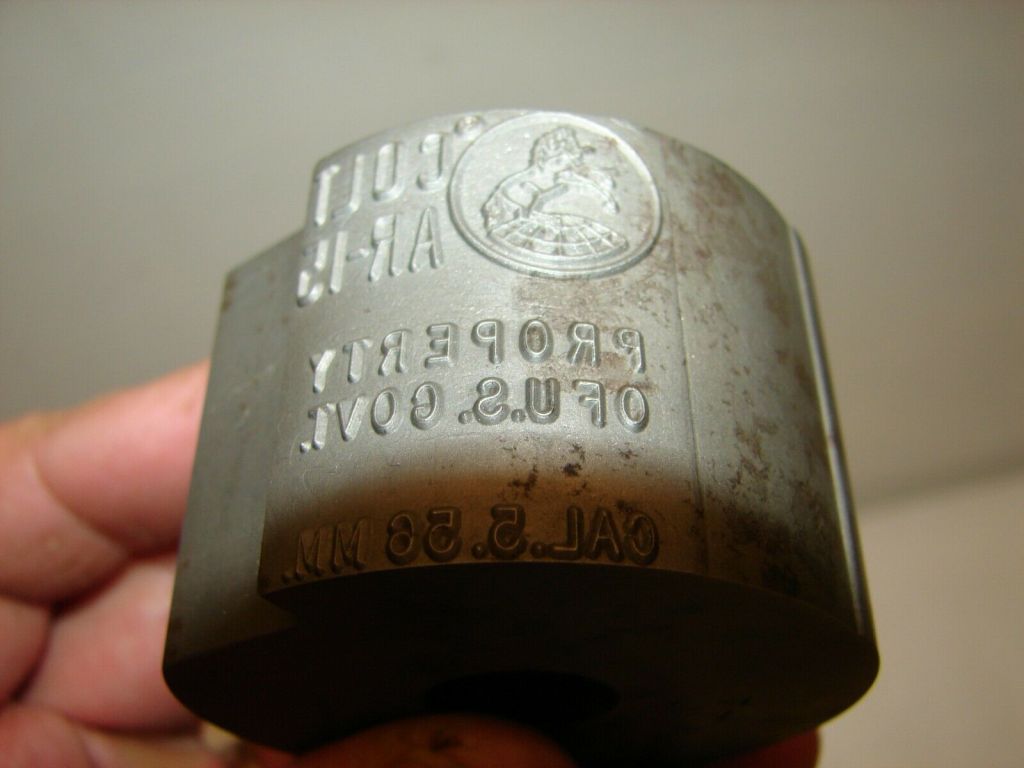 COLT®
AR-15
PROPERTY
OF U.S. GOVT.
CAL. 5.56 MM.